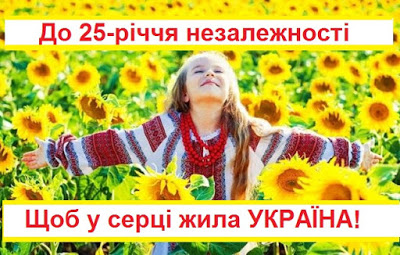 До 25-річчя незалежності
Щоб у серці жила УКРАЇНА!